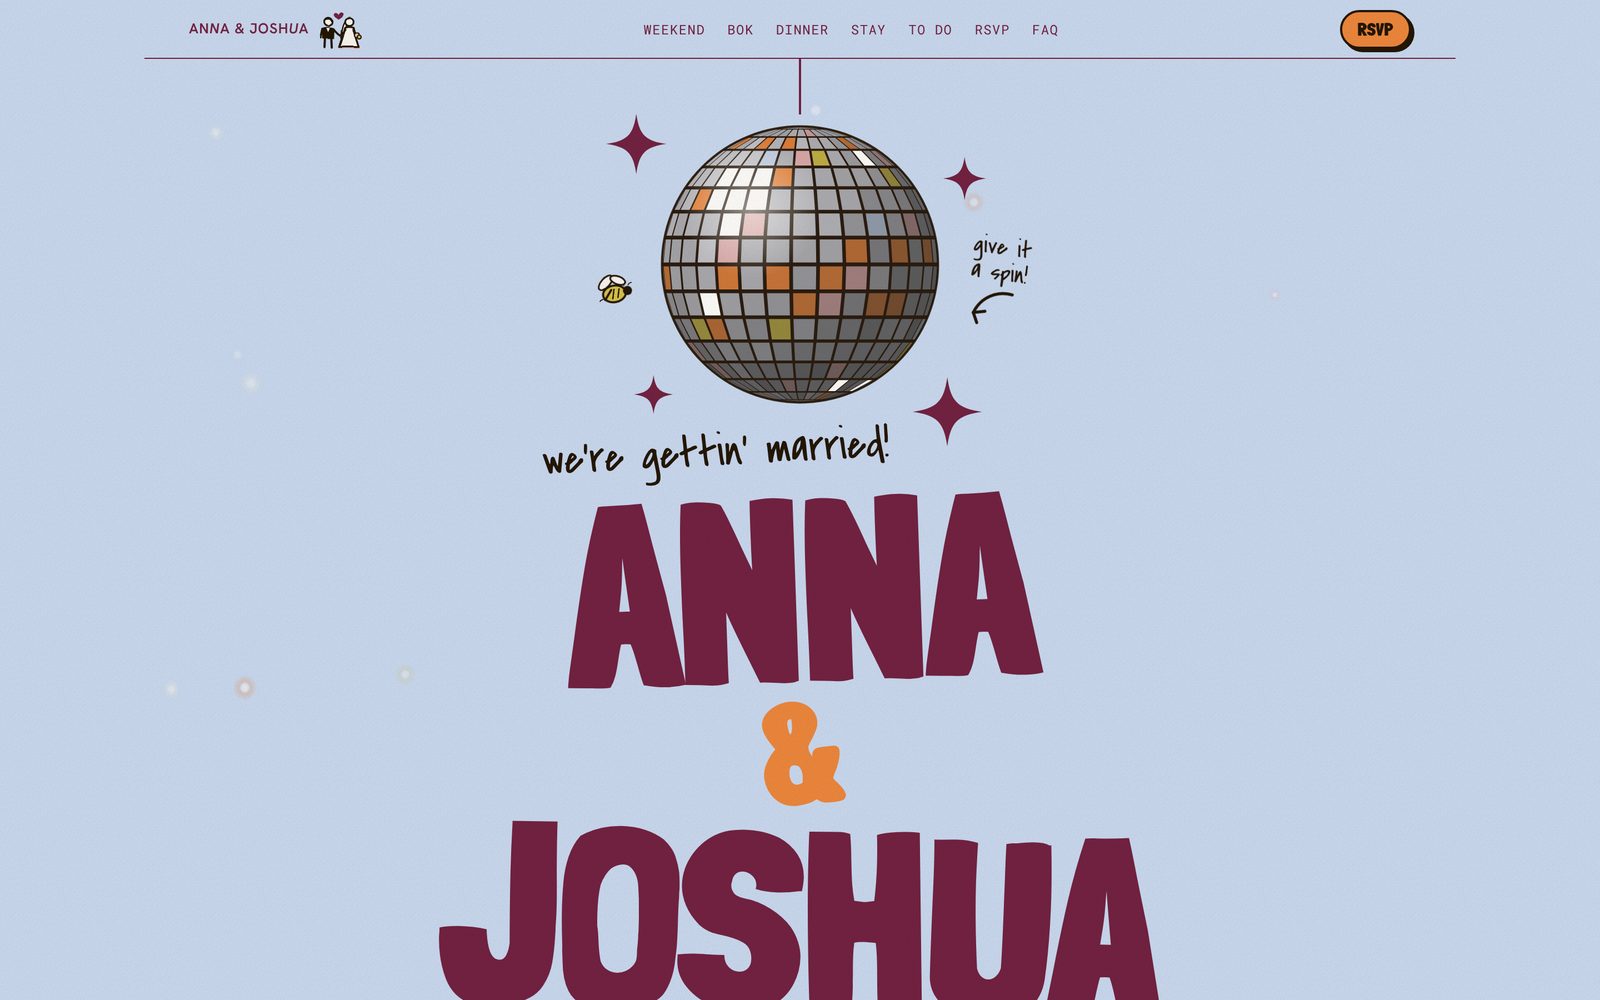 ANNA & JOSHUA
WEEKEND BOK DINNER STAY TO DO RSVP FAQ
RSVP
give it
a spin!
we're gettin' married!
ANNA
&
JOSHUA